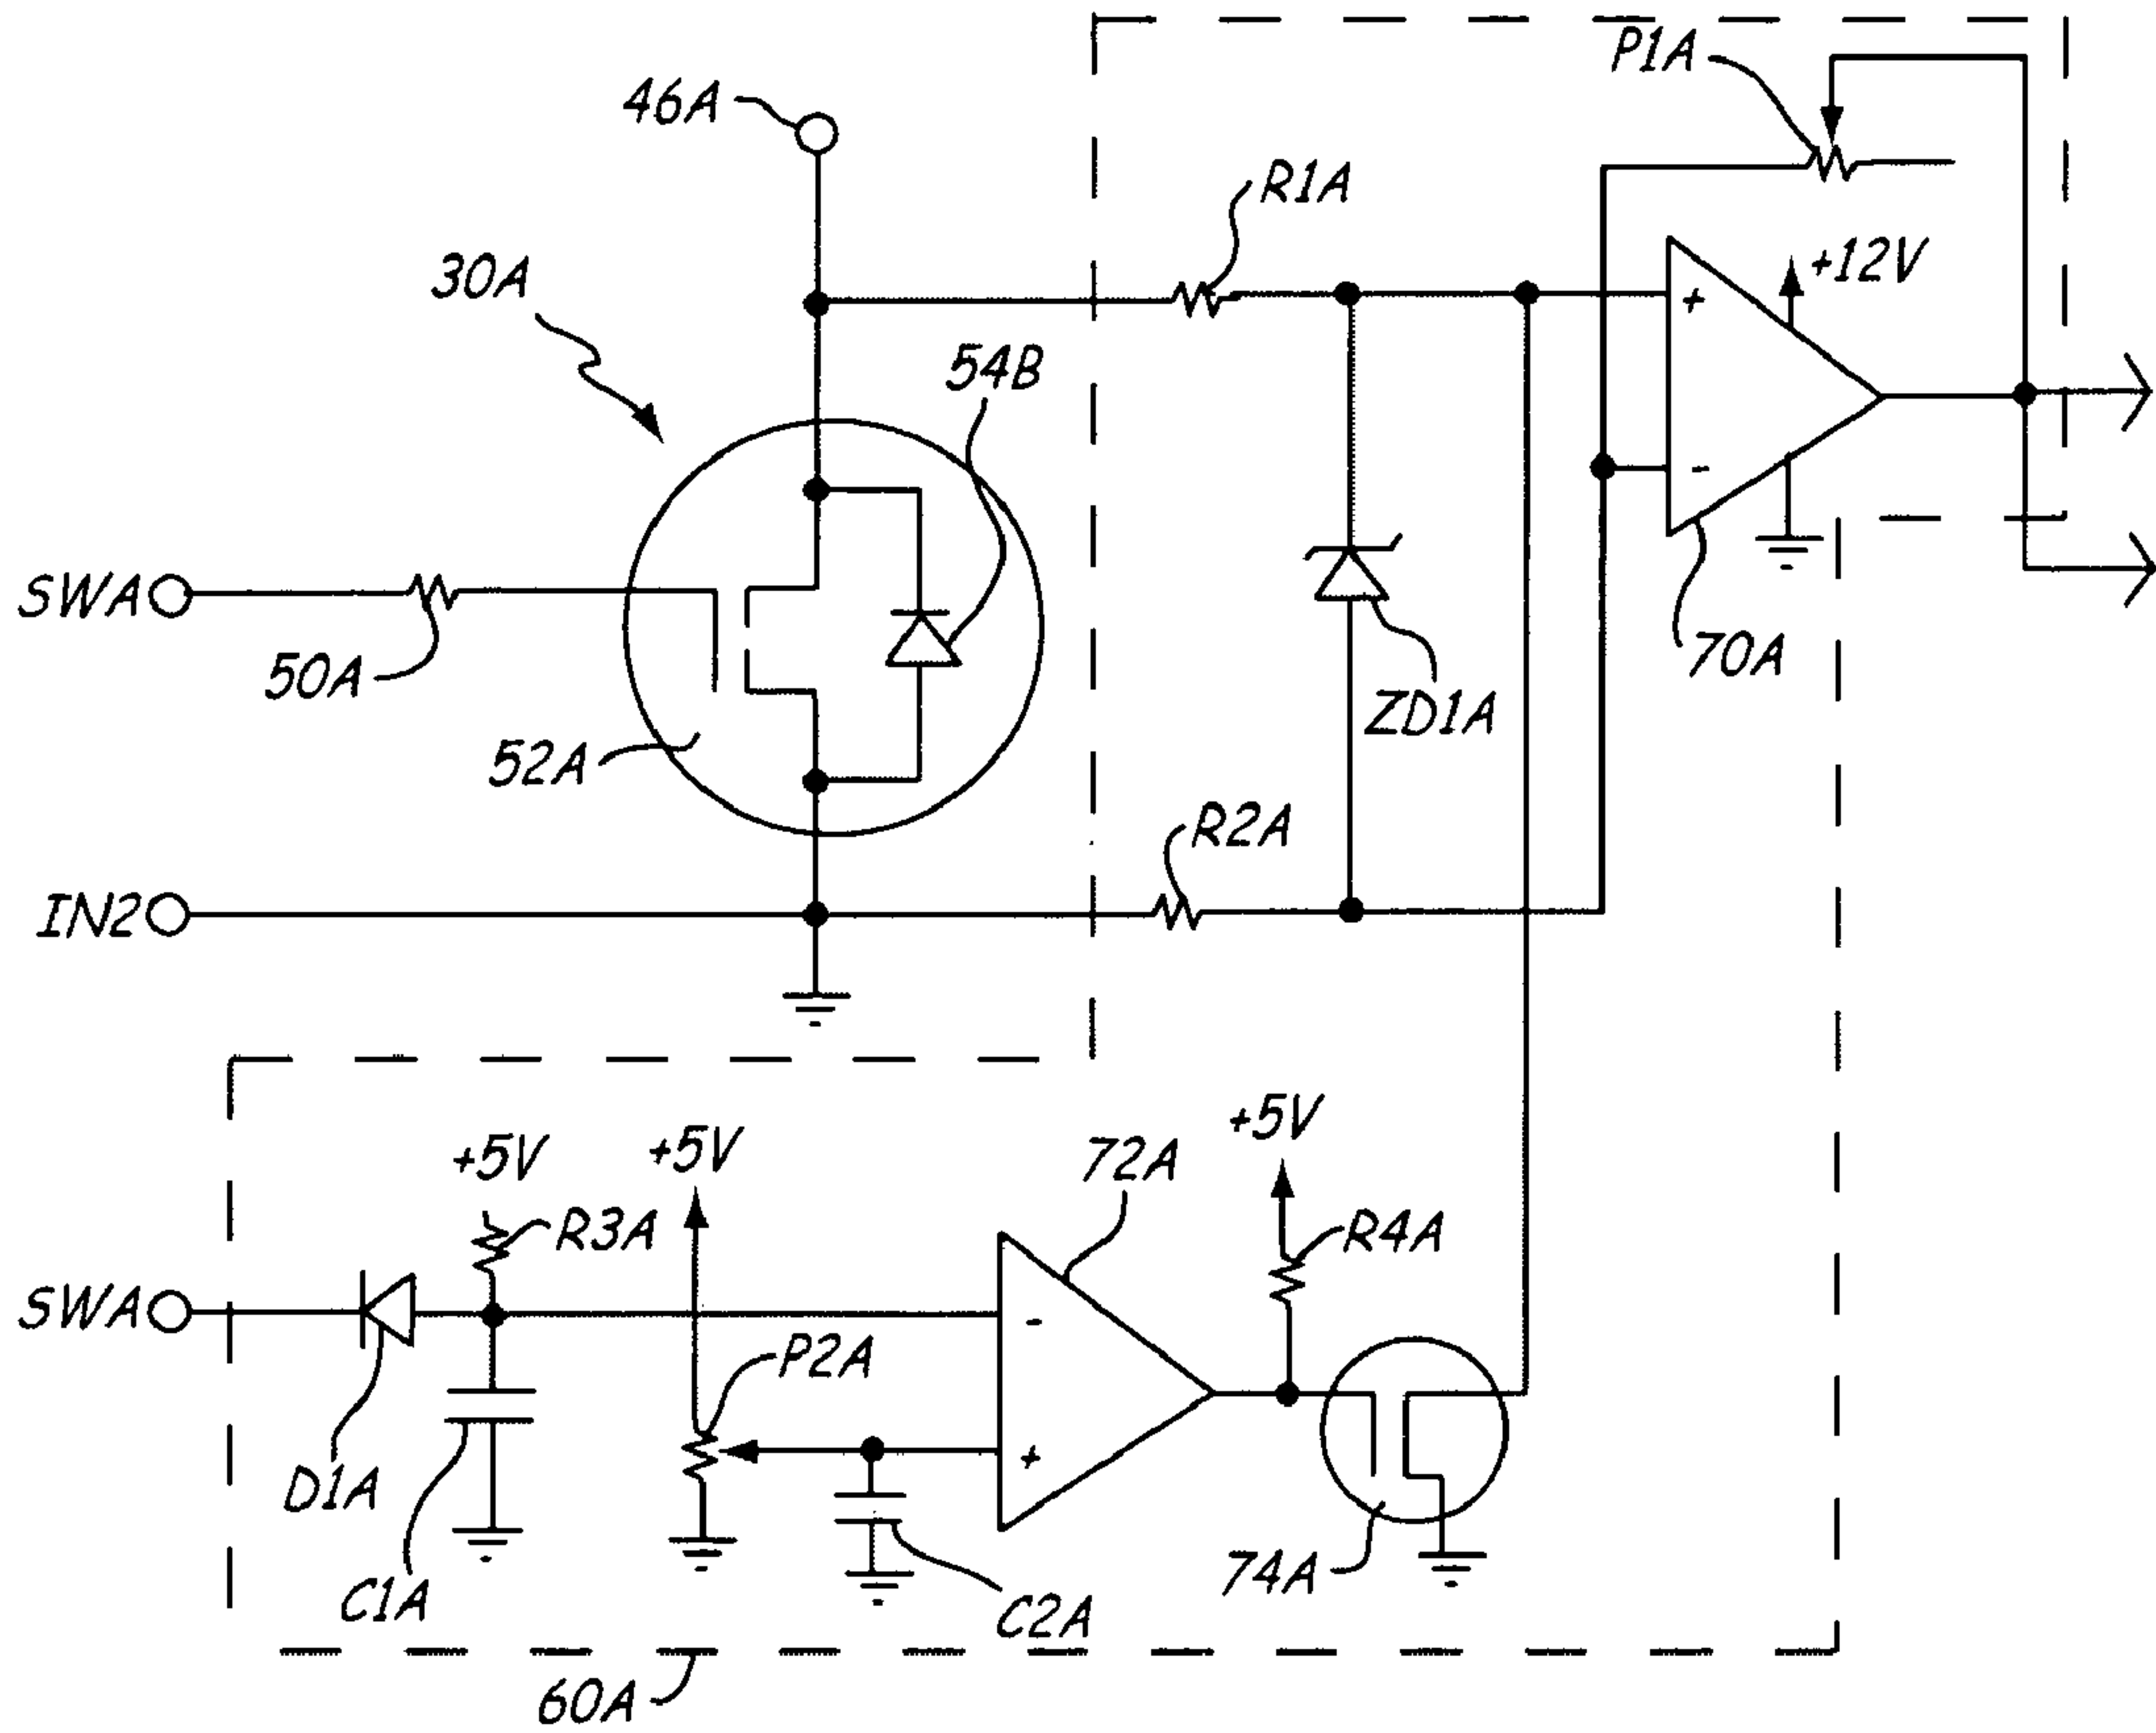 P1A
46A
R1A
+12V
30A
54B
+
-
SWA
50A
70A
ZD1A
52A
R2A
IN2
+5V
+5V
+5V
72A
R3A
R4A
SWA
-
P2A
+
D1A
74A
C1A
C2A
60A